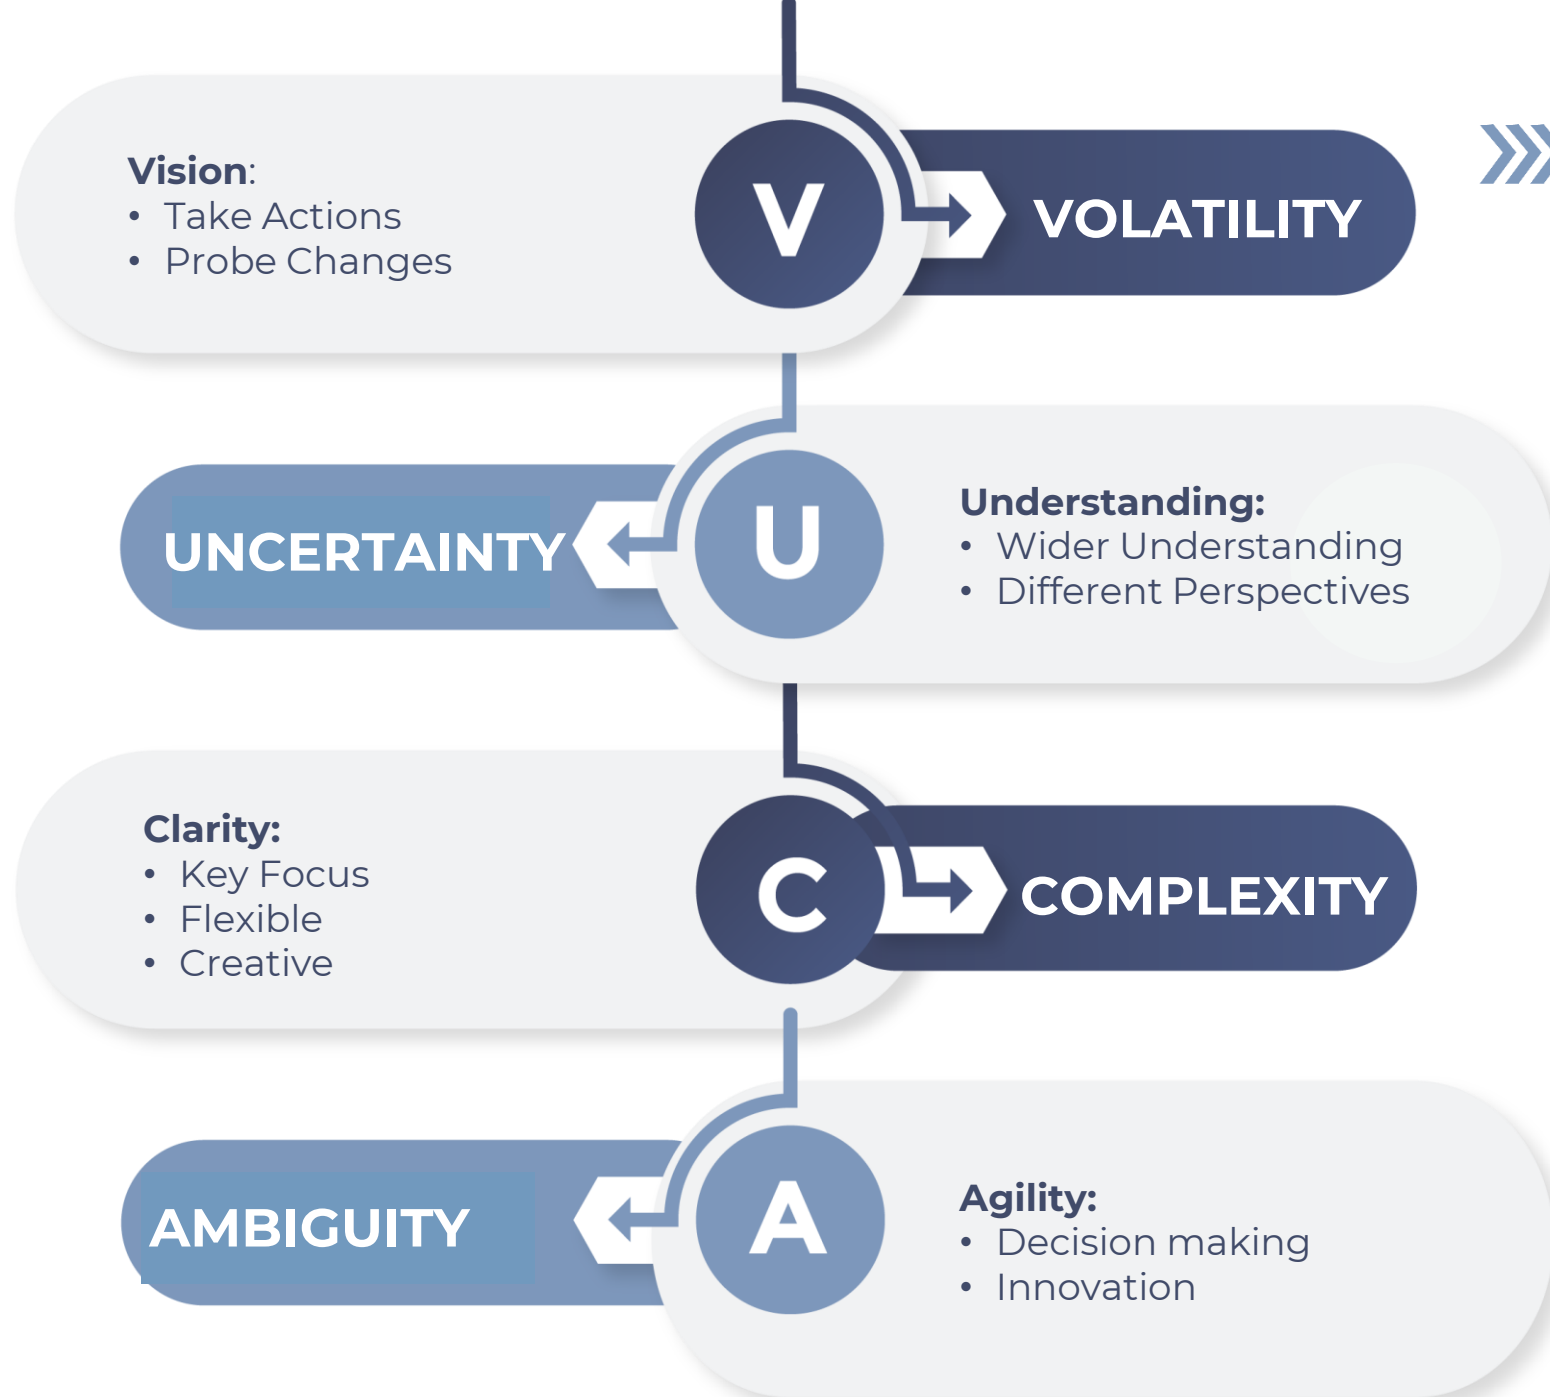 Vision:
• Take Actions
• Probe Changes
V
VOLATILITY
UNCERTAINTY
U
Understanding:
• Wider Understanding
• Different Perspectives
Clarity:
• Key Focus
• Flexible
• Creative
C
COMPLEXITY
AMBIGUITY
A
Agility:
• Decision making
• Innovation